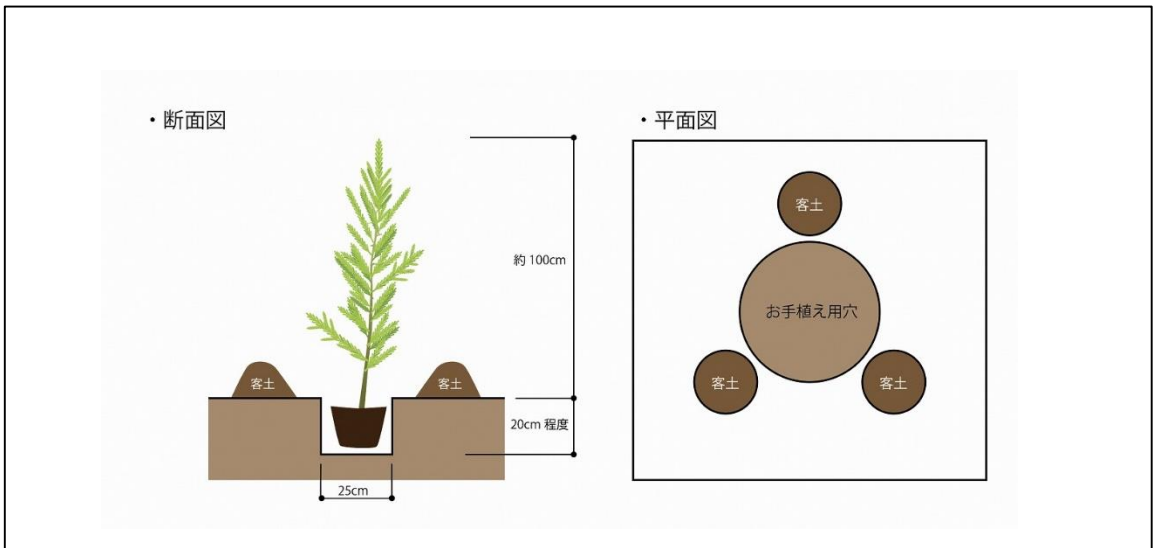 ・断面図
約 100cm
客土
客土
20cm 程度
25cm
・平面図
客土
お手植え用穴
客土
客土